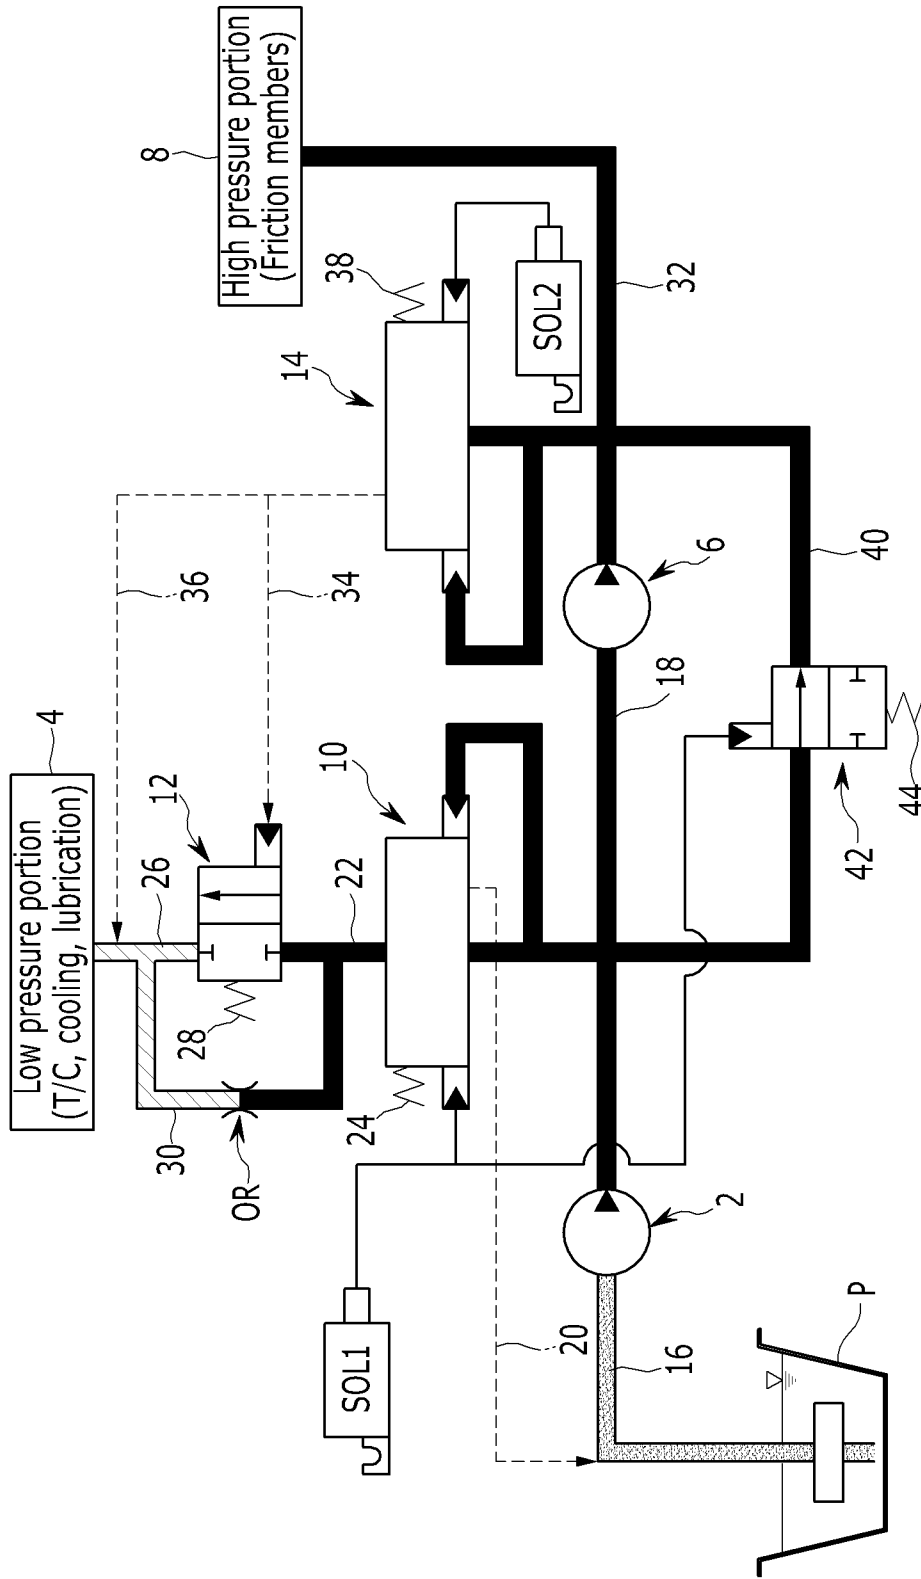 Low pressure portion
(T/C, cooling, lubrication)
4
High pressure portion
(Friction members)
8
36
34
26
12
28
30
OR
10
22
24
14
38
SOL1
SOL2
32
20
18
6
2
16
P
40
42
44